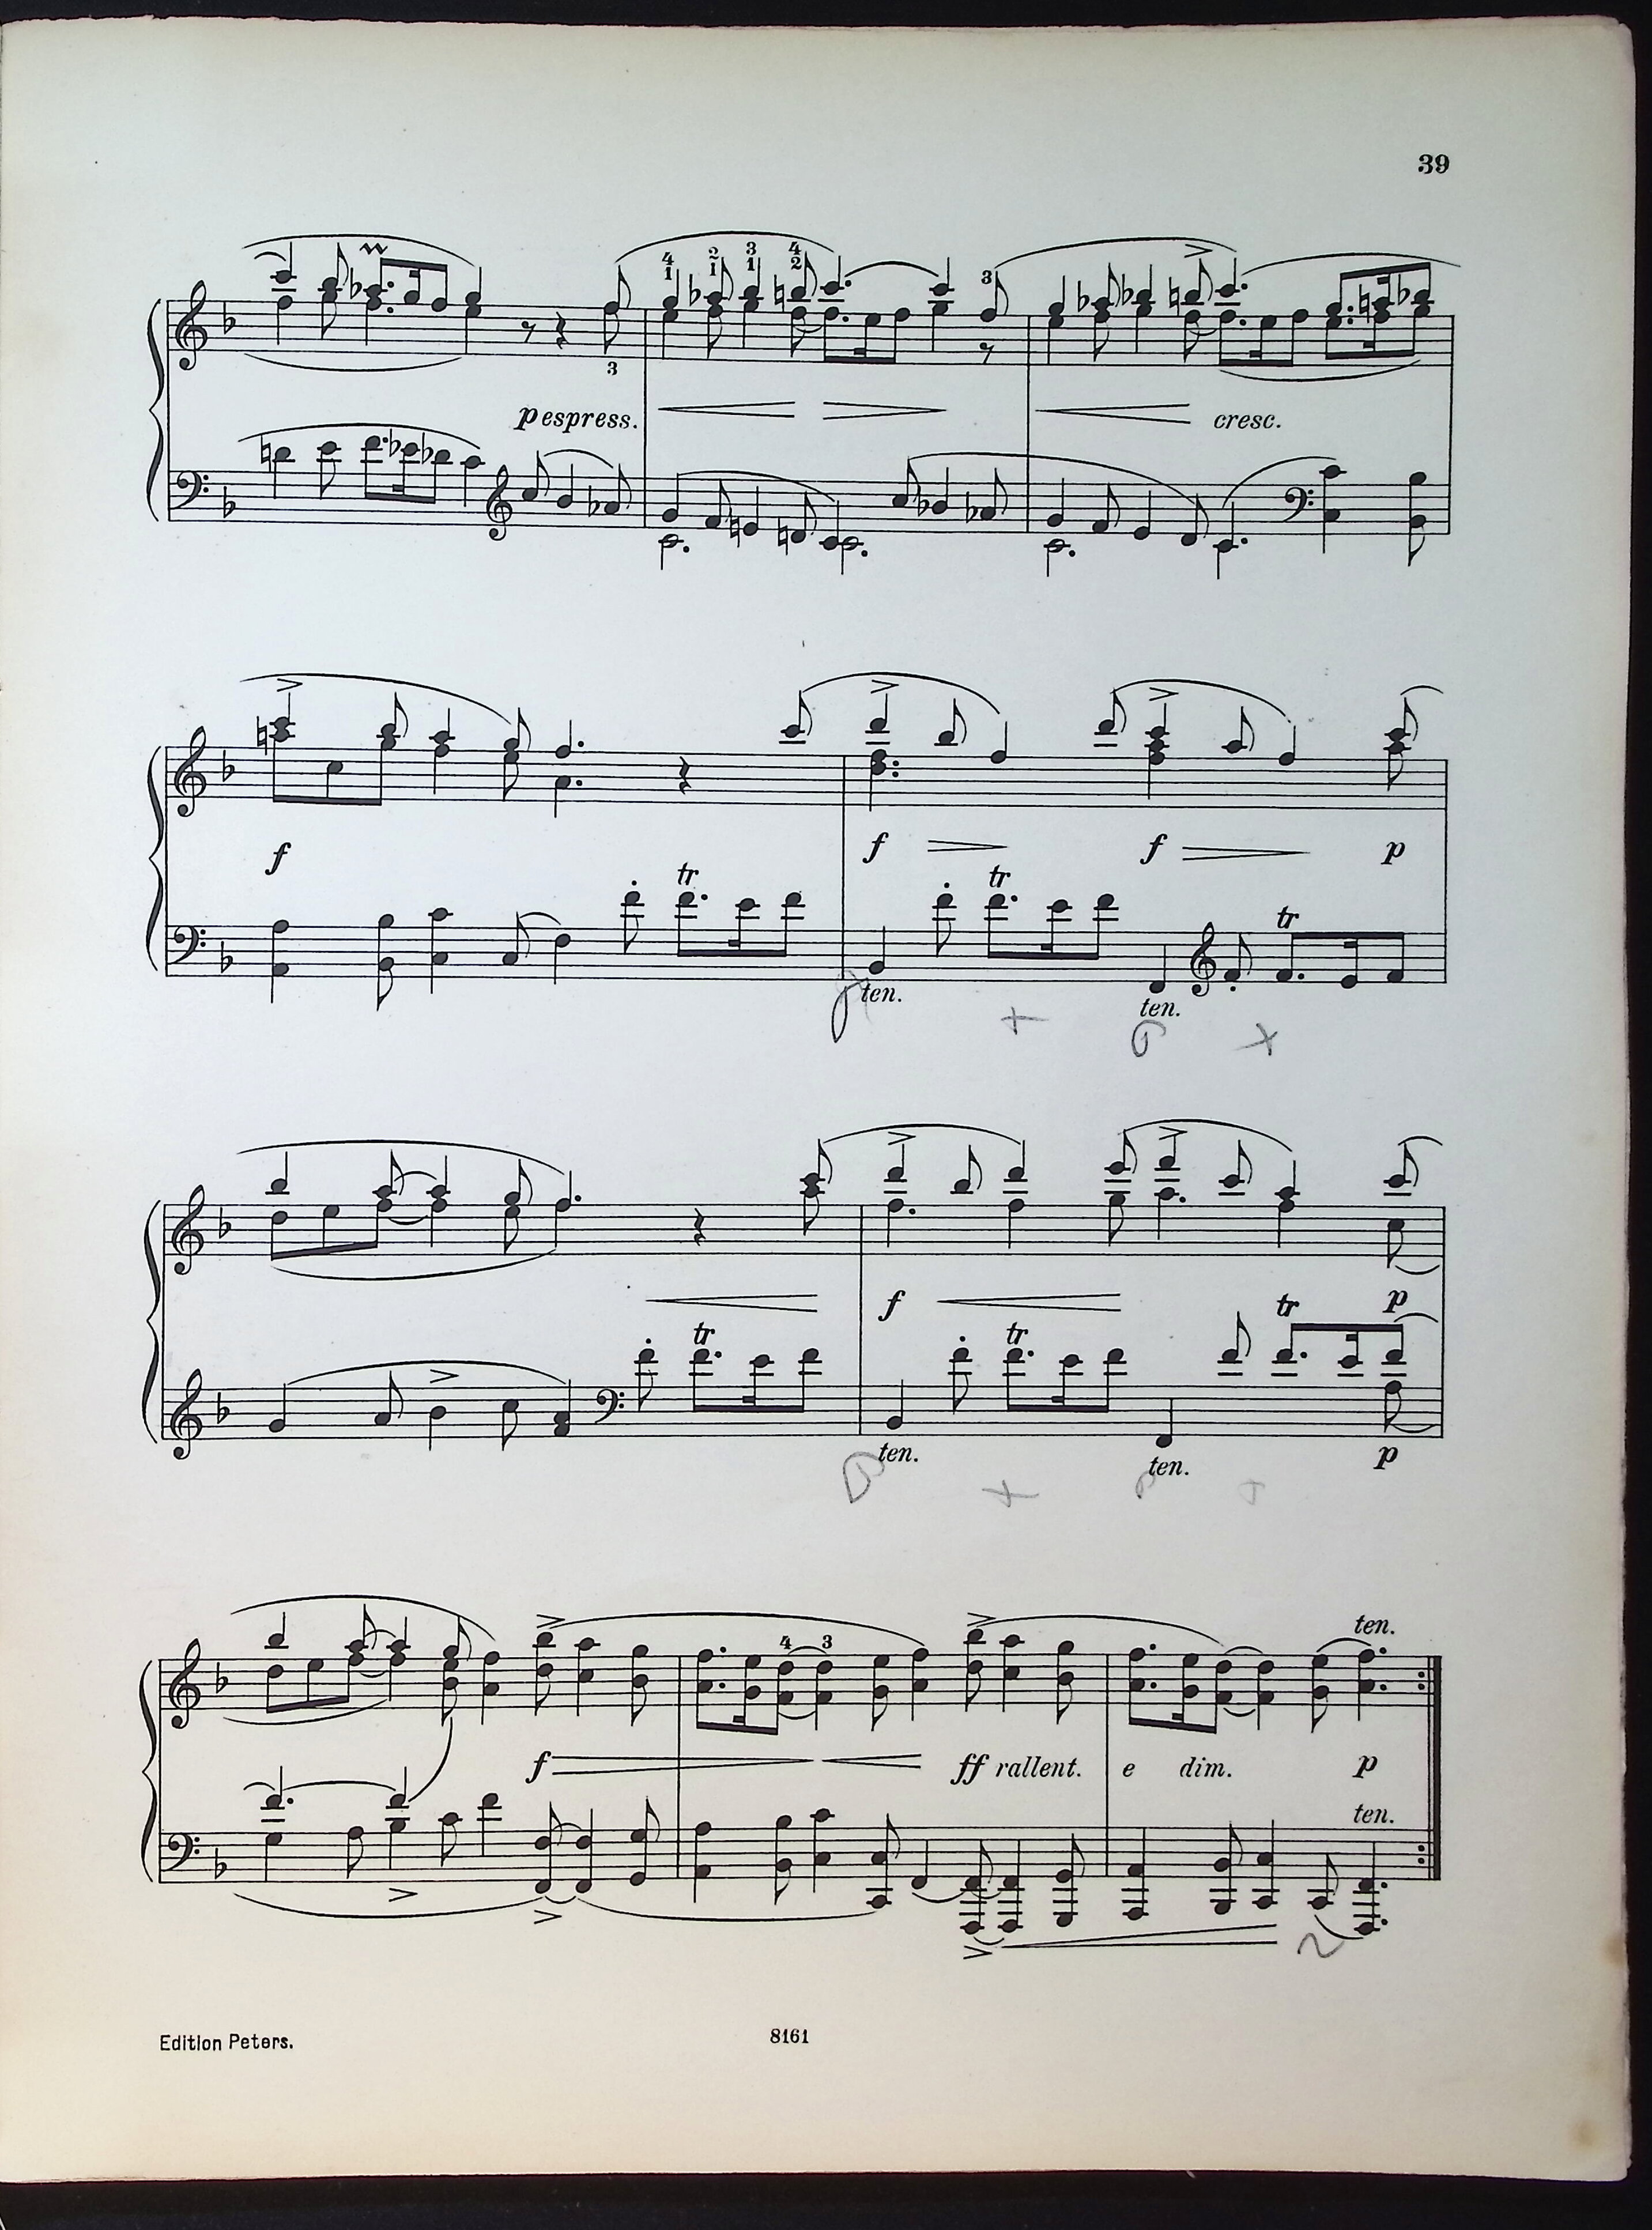 39
4 2 3 4
1 1 1 2
3
3
p espress.
cresc.
f
tr
tr
f
f
p
tr
ten.
ten.
tr
f
tr
tr
p
ten.
ten.
p
4 3
ten.
f
ff rallent. e dim. p
ten.
Edition Peters.
8161